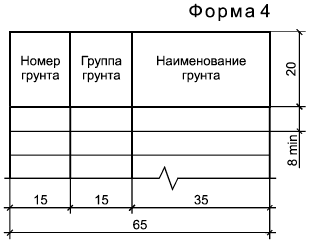 Форма 4
Номер грунта
Группа грунта
Наименование грунта
20
8 min
15
15
35
65